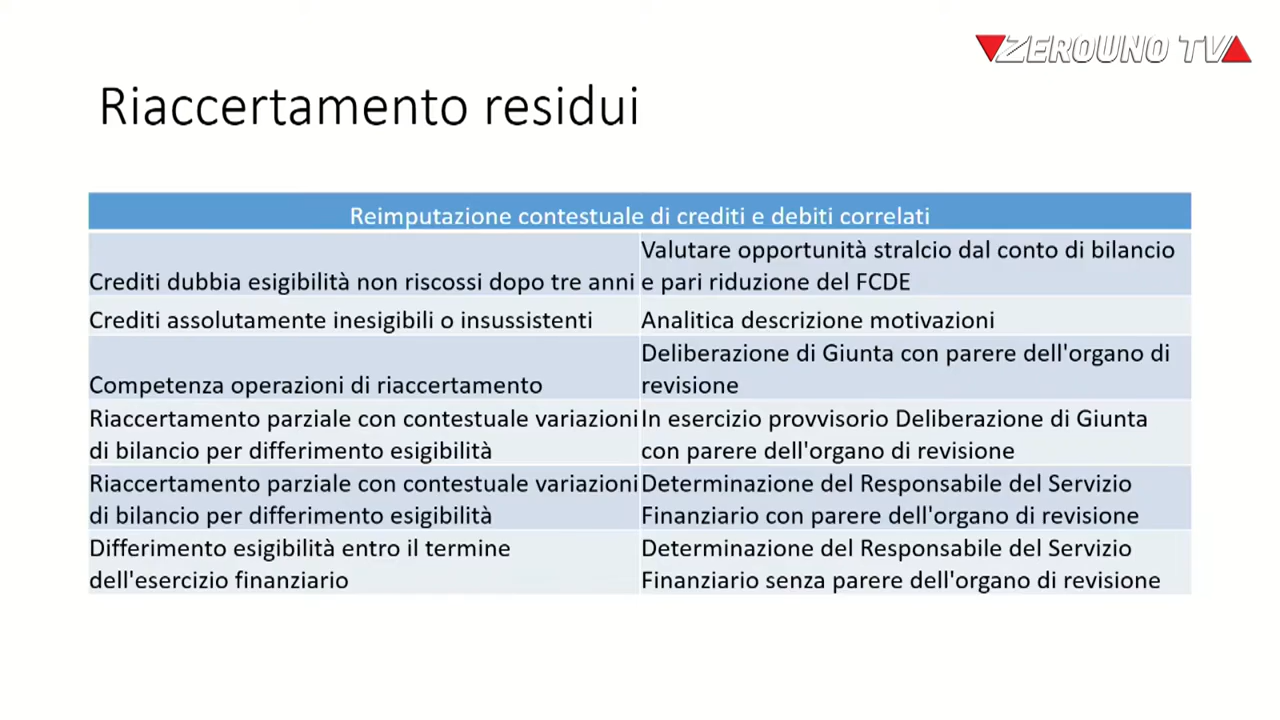 ZEROUNO TV
Riaccertamento residui
Reimputazione contestuale di crediti e debiti correlati
Crediti dubbia esigibilità non riscossi dopo tre anni
Valutare opportunità stralcio dal conto di bilancio
e pari riduzione del FCDE
Crediti assolutamente inesigibili o insussistenti
Analitica descrizione motivazioni
Competenza operazioni di riaccertamento
Deliberazione di Giunta con parere dell'organo di
revisione
Riaccertamento parziale con contestuale variazioni
di bilancio per differimento esigibilità
In esercizio provvisorio Deliberazione di Giunta
con parere dell'organo di revisione
Riaccertamento parziale con contestuale variazioni
di bilancio per differimento esigibilità
Determinazione del Responsabile del Servizio
Finanziario con parere dell'organo di revisione
Differimento esigibilità entro il termine
dell'esercizio finanziario
Determinazione del Responsabile del Servizio
Finanziario senza parere dell'organo di revisione